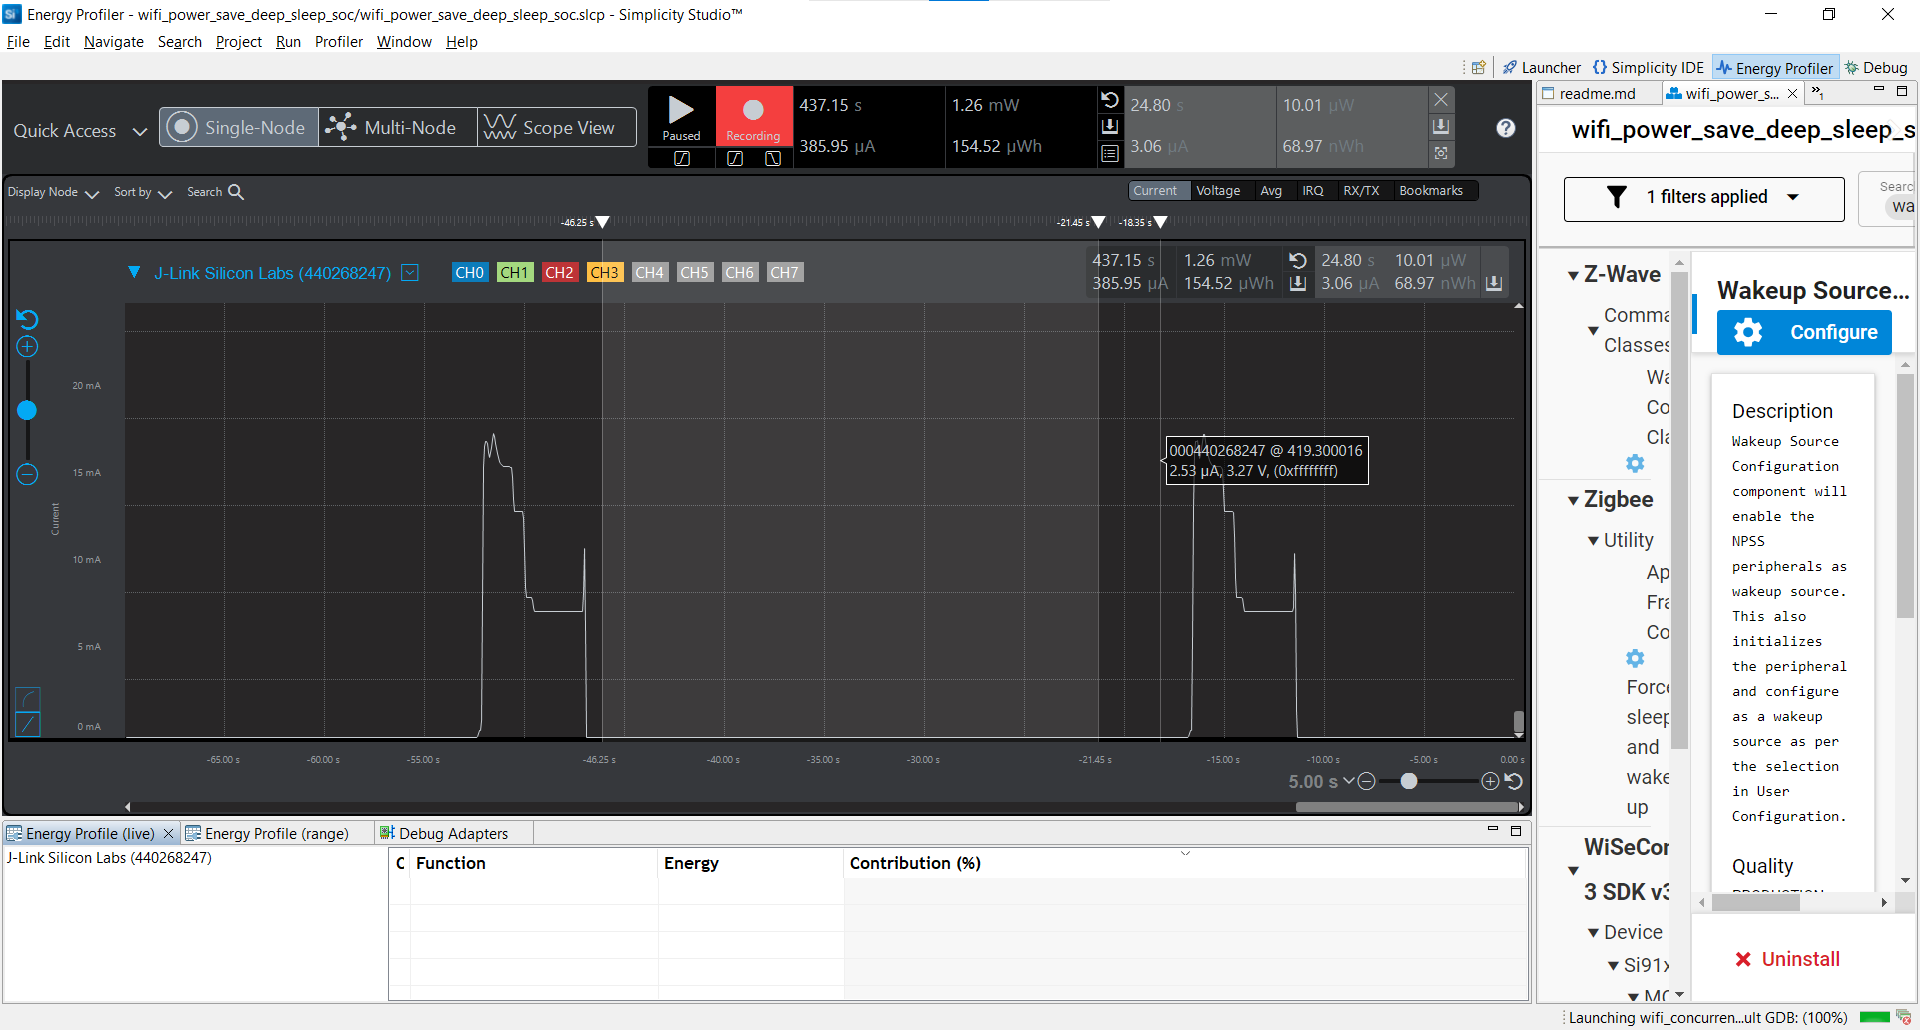 Energy Profiler - wifi_power_save_deep_sleep_soc/wifi_power_save_deep_sleep_soc.slcp - Simplicity Studio™
File Edit Navigate Search Project Run Profiler Window Help
Launcher Simplicity IDE Energy Profiler Debug
Quick Access Single-Node Multi-Node Scope View
Paused Recording
437.15 s 1.26 mW
385.95 µA 154.52 µWh
24.80 s 10.01 µW
3.06 µA 68.97 nWh
Display Node Sort by Search
Current Voltage Avg IRQ RX/TX Bookmarks
-46.25 s -21.45 s -18.35 s
J-Link Silicon Labs (440268247) CH0 CH1 CH2 CH3 CH4 CH5 CH6 CH7
437.15 s 1.26 mW 24.80 s 10.01 µW
385.95 µA 154.52 µWh 3.06 µA 68.97 nWh
20 mA
15 mA
10 mA
5 mA
0 mA
Current
000440268247 @ 419.300016
2.53 µA, 3.27 V, (0xffffffff)
-65.00 s -60.00 s -55.00 s -46.25 s -40.00 s -35.00 s -30.00 s -21.45 s -15.00 s -10.00 s -5.00 s 0.00 s
5.00 s
Energy Profile (live) Energy Profile (range) Debug Adapters
J-Link Silicon Labs (440268247)
C Function Energy Contribution (%)
readme.md wifi_power_s... »1
wifi_power_save_deep_sleep_s
1 filters applied
Searc
wa
Z-Wave
Comma
Classes
Wa
Co
Cla
Zigbee
Utility
Ap
Fra
Co
Force
sleep
and
wake
up
WiSeCon
3 SDK v3
Device
Si91x
MC
Wakeup Source...
Configure
Description
Wakeup Source
Configuration
component will
enable the
NPSS
peripherals as
wakeup source.
This also
initializes
the peripheral
and configure
as a wakeup
source as per
the selection
in User
Configuration.
Quality
PRODUCTION
Uninstall
Launching wifi_concurren...ult GDB: (100%)